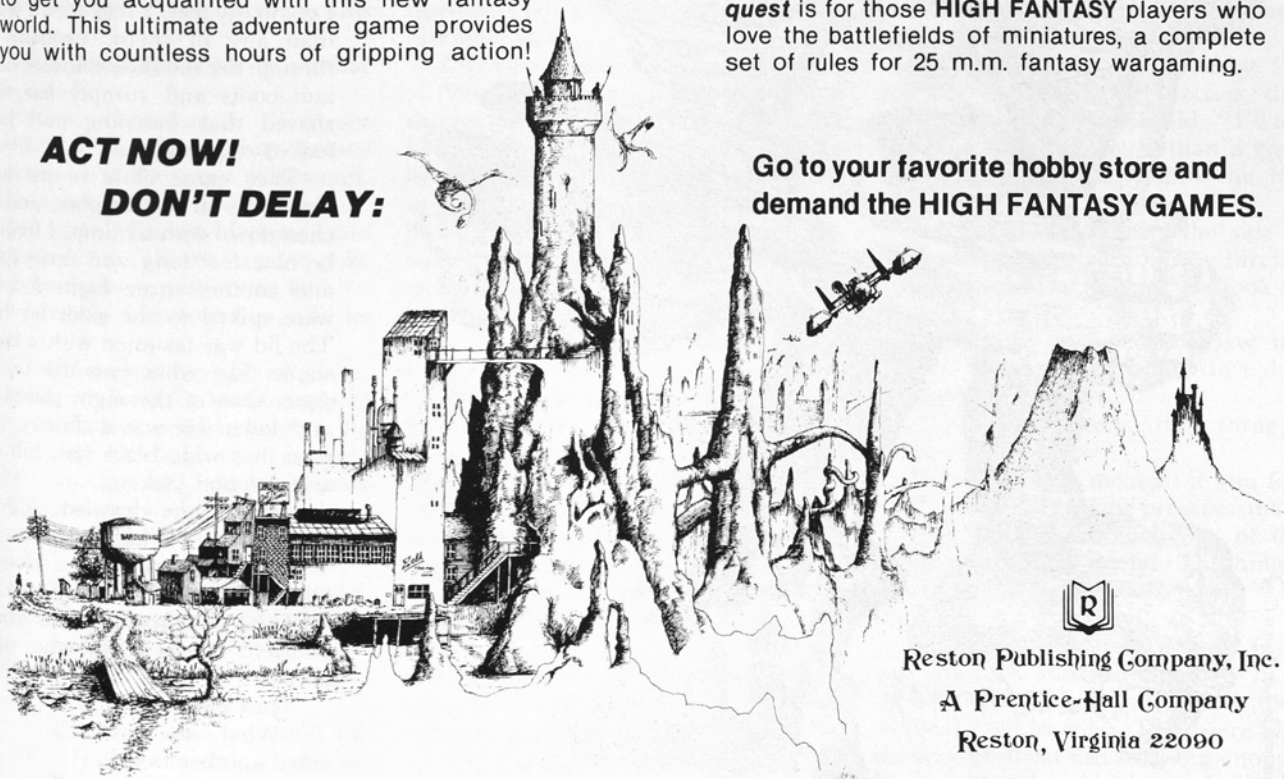 to get you acquainted with this new fantasy
world. This ultimate adventure game provides
you with countless hours of gripping action!
quest is for those HIGH FANTASY players who
love the battlefields of miniatures, a complete
set of rules for 25 m.m. fantasy wargaming.
ACT NOW!
DON'T DELAY:
Go to your favorite hobby store and
demand the HIGH FANTASY GAMES.
R
Reston Publishing Company, Inc.
A Prentice-Hall Company
Reston, Virginia 22090